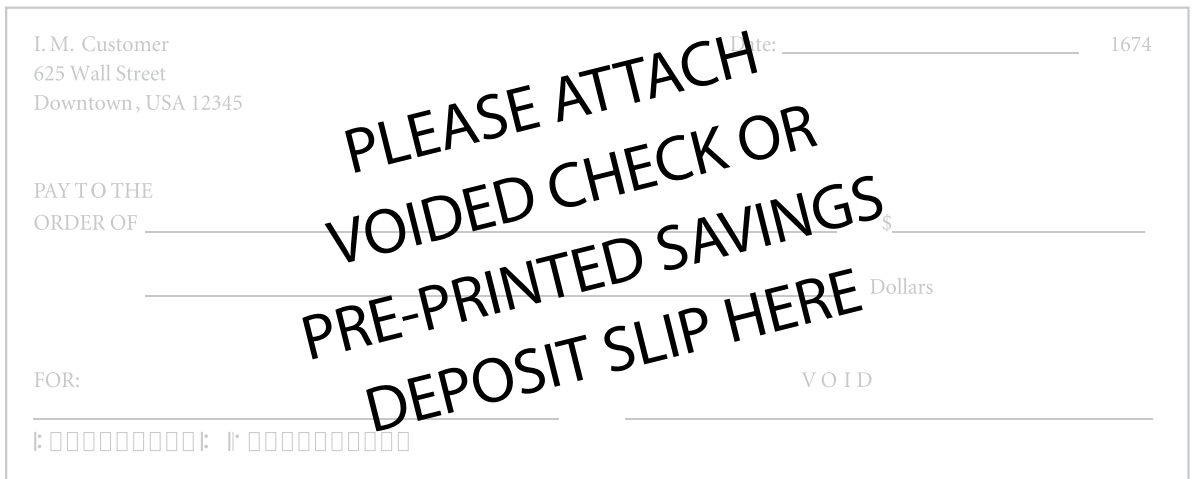 I. M. Customer
625 Wall Street
Downtown, USA 12345
Date:
1674
PLEASE ATTACH
VOIDED CHECK OR
PRE-PRINTED SAVINGS
DEPOSIT SLIP HERE
PAY TO THE
ORDER OF
$
Dollars
FOR:
VOID